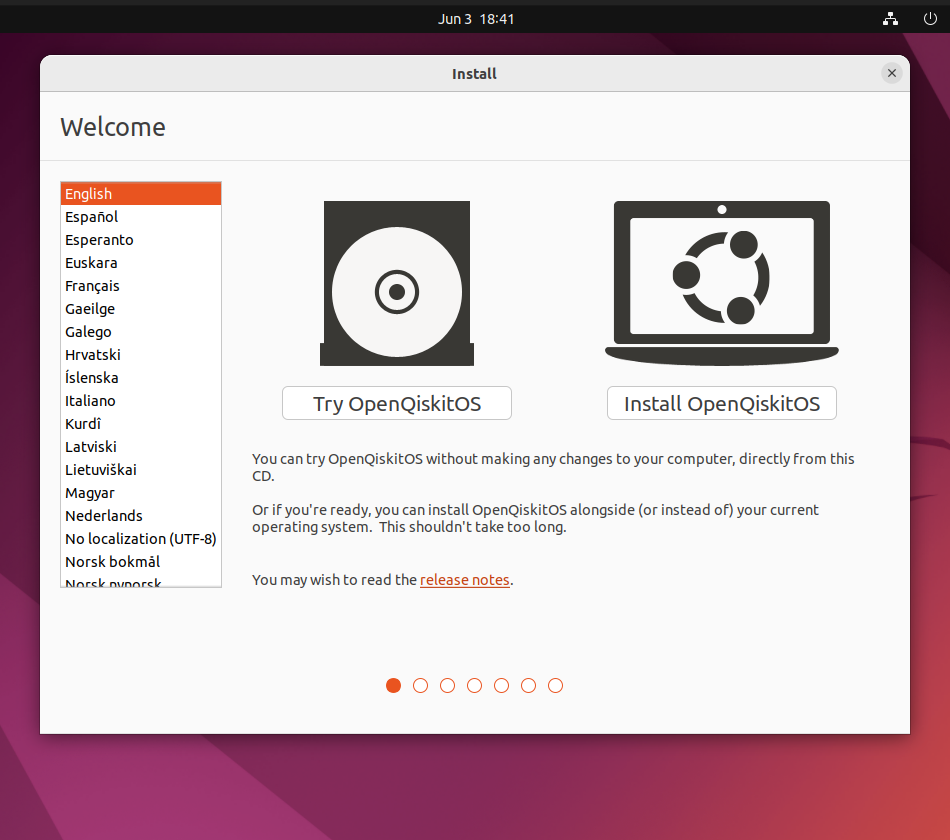 Jun 3 18:41
Install
Welcome
English
Español
Esperanto
Euskara
Français
Gaeilge
Galego
Hrvatski
Íslenska
Italiano
Kurdî
Latviski
Lietuviškai
Magyar
Nederlands
No localization (UTF-8)
Norsk bokmål
Norsk nynorsk
Try OpenQiskitOS
Install OpenQiskitOS
You can try OpenQiskitOS without making any changes to your computer, directly from this
CD.
Or if you're ready, you can install OpenQiskitOS alongside (or instead of) your current
operating system.  This shouldn't take too long.
You may wish to read the release notes.